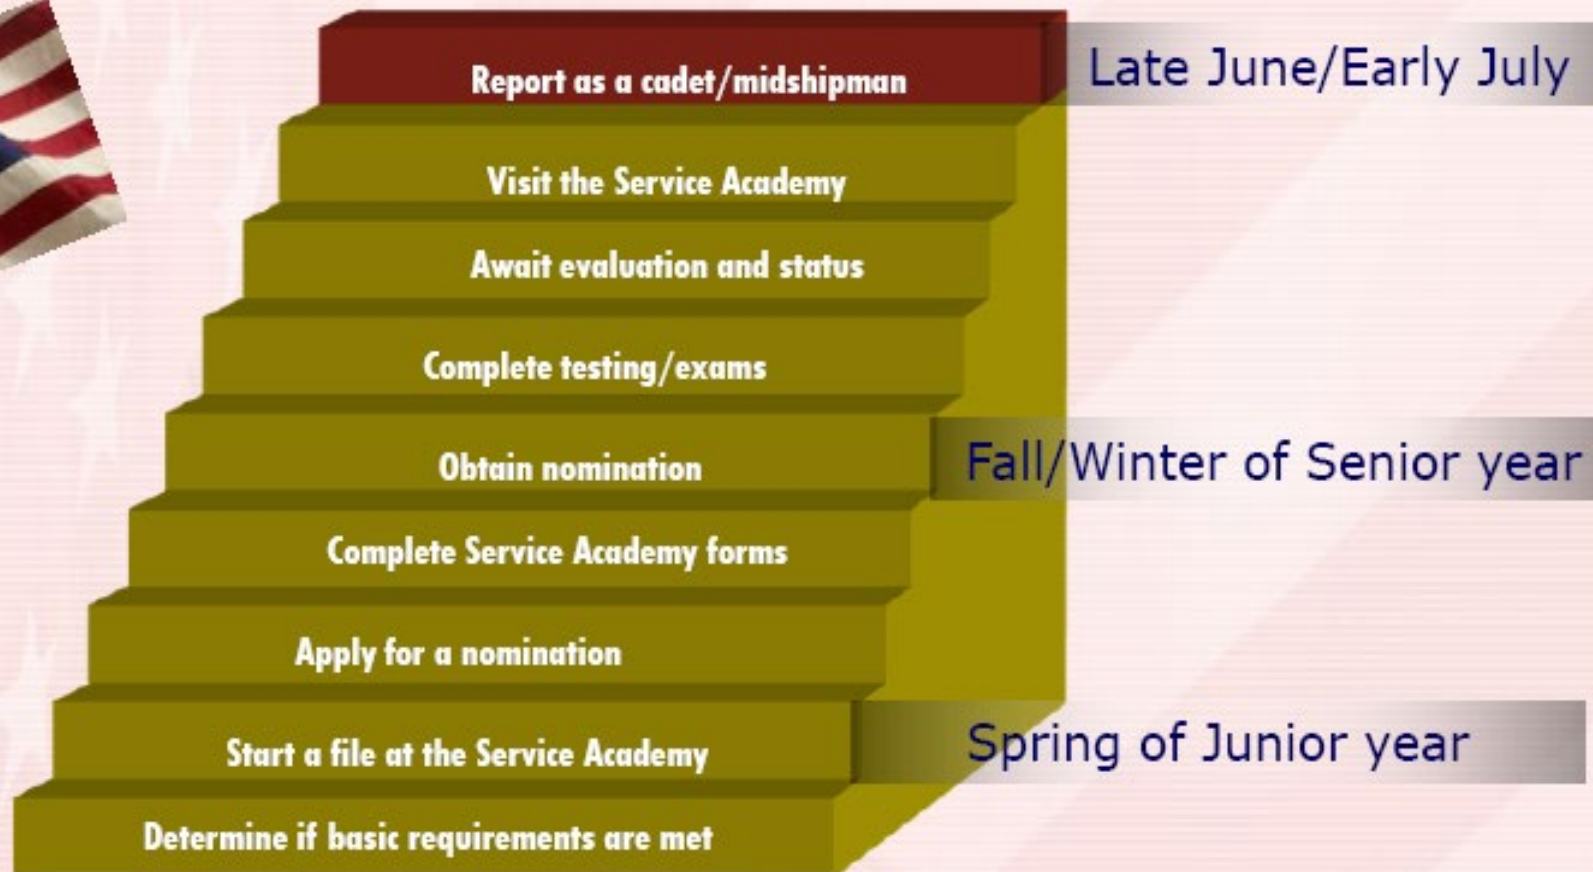 Report as a cadet/midshipman
Late June/Early July
Visit the Service Academy
Await evaluation and status
Complete testing/exams
Obtain nomination
Fall/Winter of Senior year
Complete Service Academy forms
Apply for a nomination
Start a file at the Service Academy
Spring of Junior year
Determine if basic requirements are met